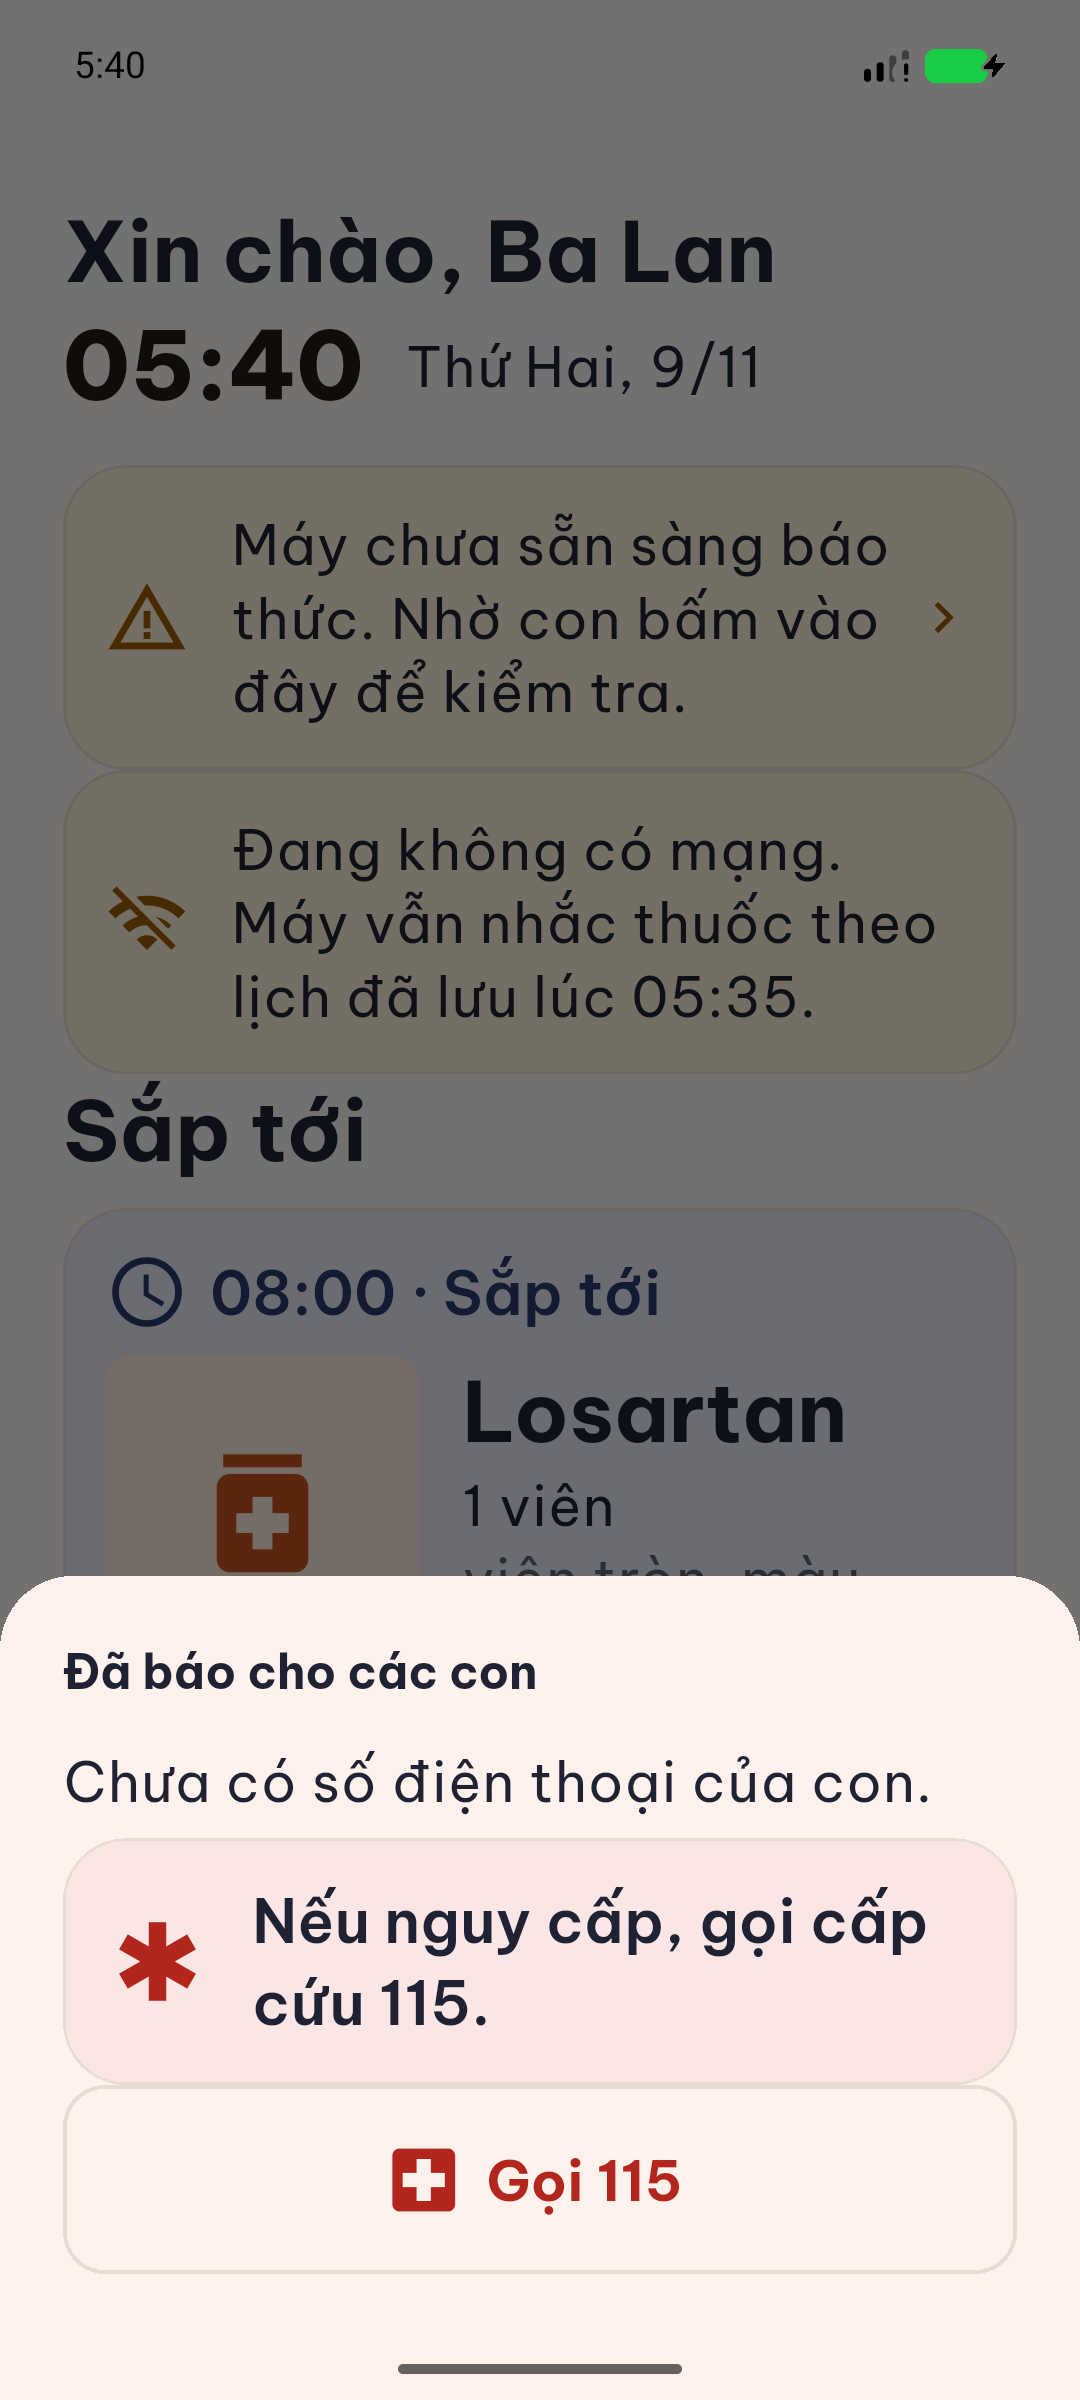 5:40
Xin chào, Ba Lan
05:40 Thứ Hai, 9/11
Máy chưa sẵn sàng báo
thức. Nhờ con bấm vào
đây để kiểm tra.
Đang không có mạng.
Máy vẫn nhắc thuốc theo
lịch đã lưu lúc 05:35.
Sắp tới
08:00 · Sắp tới
Losartan
1 viên
viên tròn, màu
Đã báo cho các con
Chưa có số điện thoại của con.
Nếu nguy cấp, gọi cấp
cứu 115.
Gọi 115